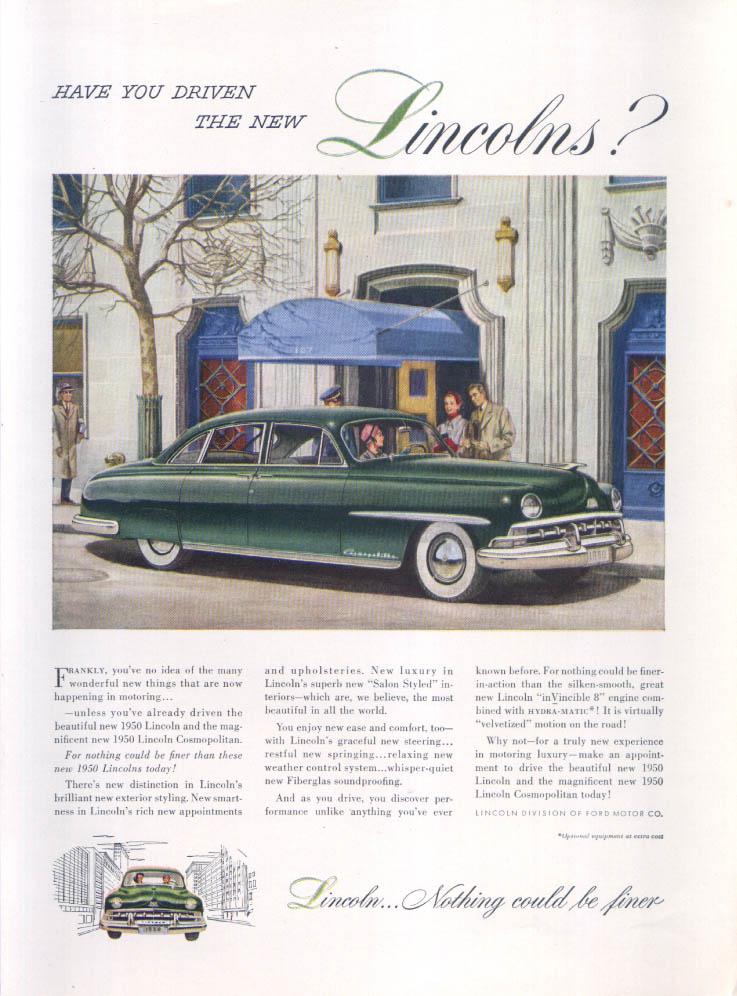 HAVE YOU DRIVEN
THE NEW Lincolns?
187
Cosmopolitan
1950
FRANKLY, you've no idea of the many
wonderful new things that are now
happening in motoring...
—unless you've already driven the
beautiful new 1950 Lincoln and the mag-
nificent new 1950 Lincoln Cosmopolitan.
For nothing could be finer than these
new 1950 Lincolns today!
There's new distinction in Lincoln's
brilliant new exterior styling. New smart-
ness in Lincoln's rich new appointments
and upholsteries. New luxury in
Lincoln's superb new "Salon Styled" in-
teriors—which are, we believe, the most
beautiful in all the world.
You enjoy new ease and comfort, too—
with Lincoln's graceful new steering...
restful new springing...relaxing new
weather control system...whisper-quiet
new Fiberglas soundproofing.
And as you drive, you discover per-
formance unlike anything you've ever
known before. For nothing could be finer-
in-action than the silken-smooth, great
new Lincoln "inVincible 8" engine com-
bined with HYDRA-MATIC*! It is virtually
"velvetized" motion on the road!
Why not—for a truly new experience
in motoring luxury—make an appoint-
ment to drive the beautiful new 1950
Lincoln and the magnificent new 1950
Lincoln Cosmopolitan today!
LINCOLN DIVISION OF FORD MOTOR CO.
*Optional equipment at extra cost
1950
Lincoln...Nothing could be finer